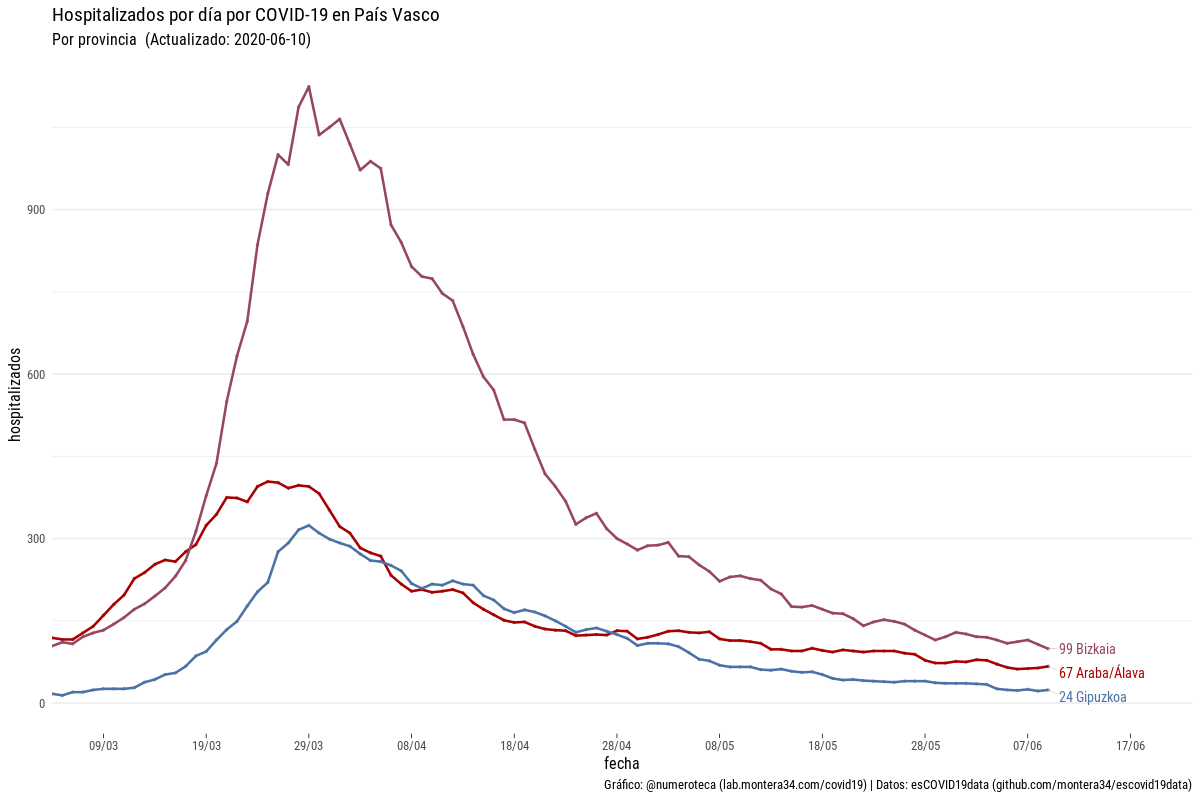 Hospitalizados por día por COVID-19 en País Vasco
Por provincia  (Actualizado: 2020-06-10)
hospitalizados
900
600
300
0
99 Bizkaia
67 Araba/Álava
24 Gipuzkoa
09/03 19/03 29/03 08/04 18/04 28/04 08/05 18/05 28/05 07/06 17/06
fecha
Gráfico: @numeroteca (lab.montera34.com/covid19) | Datos: esCOVID19data (github.com/montera34/escovid19data)